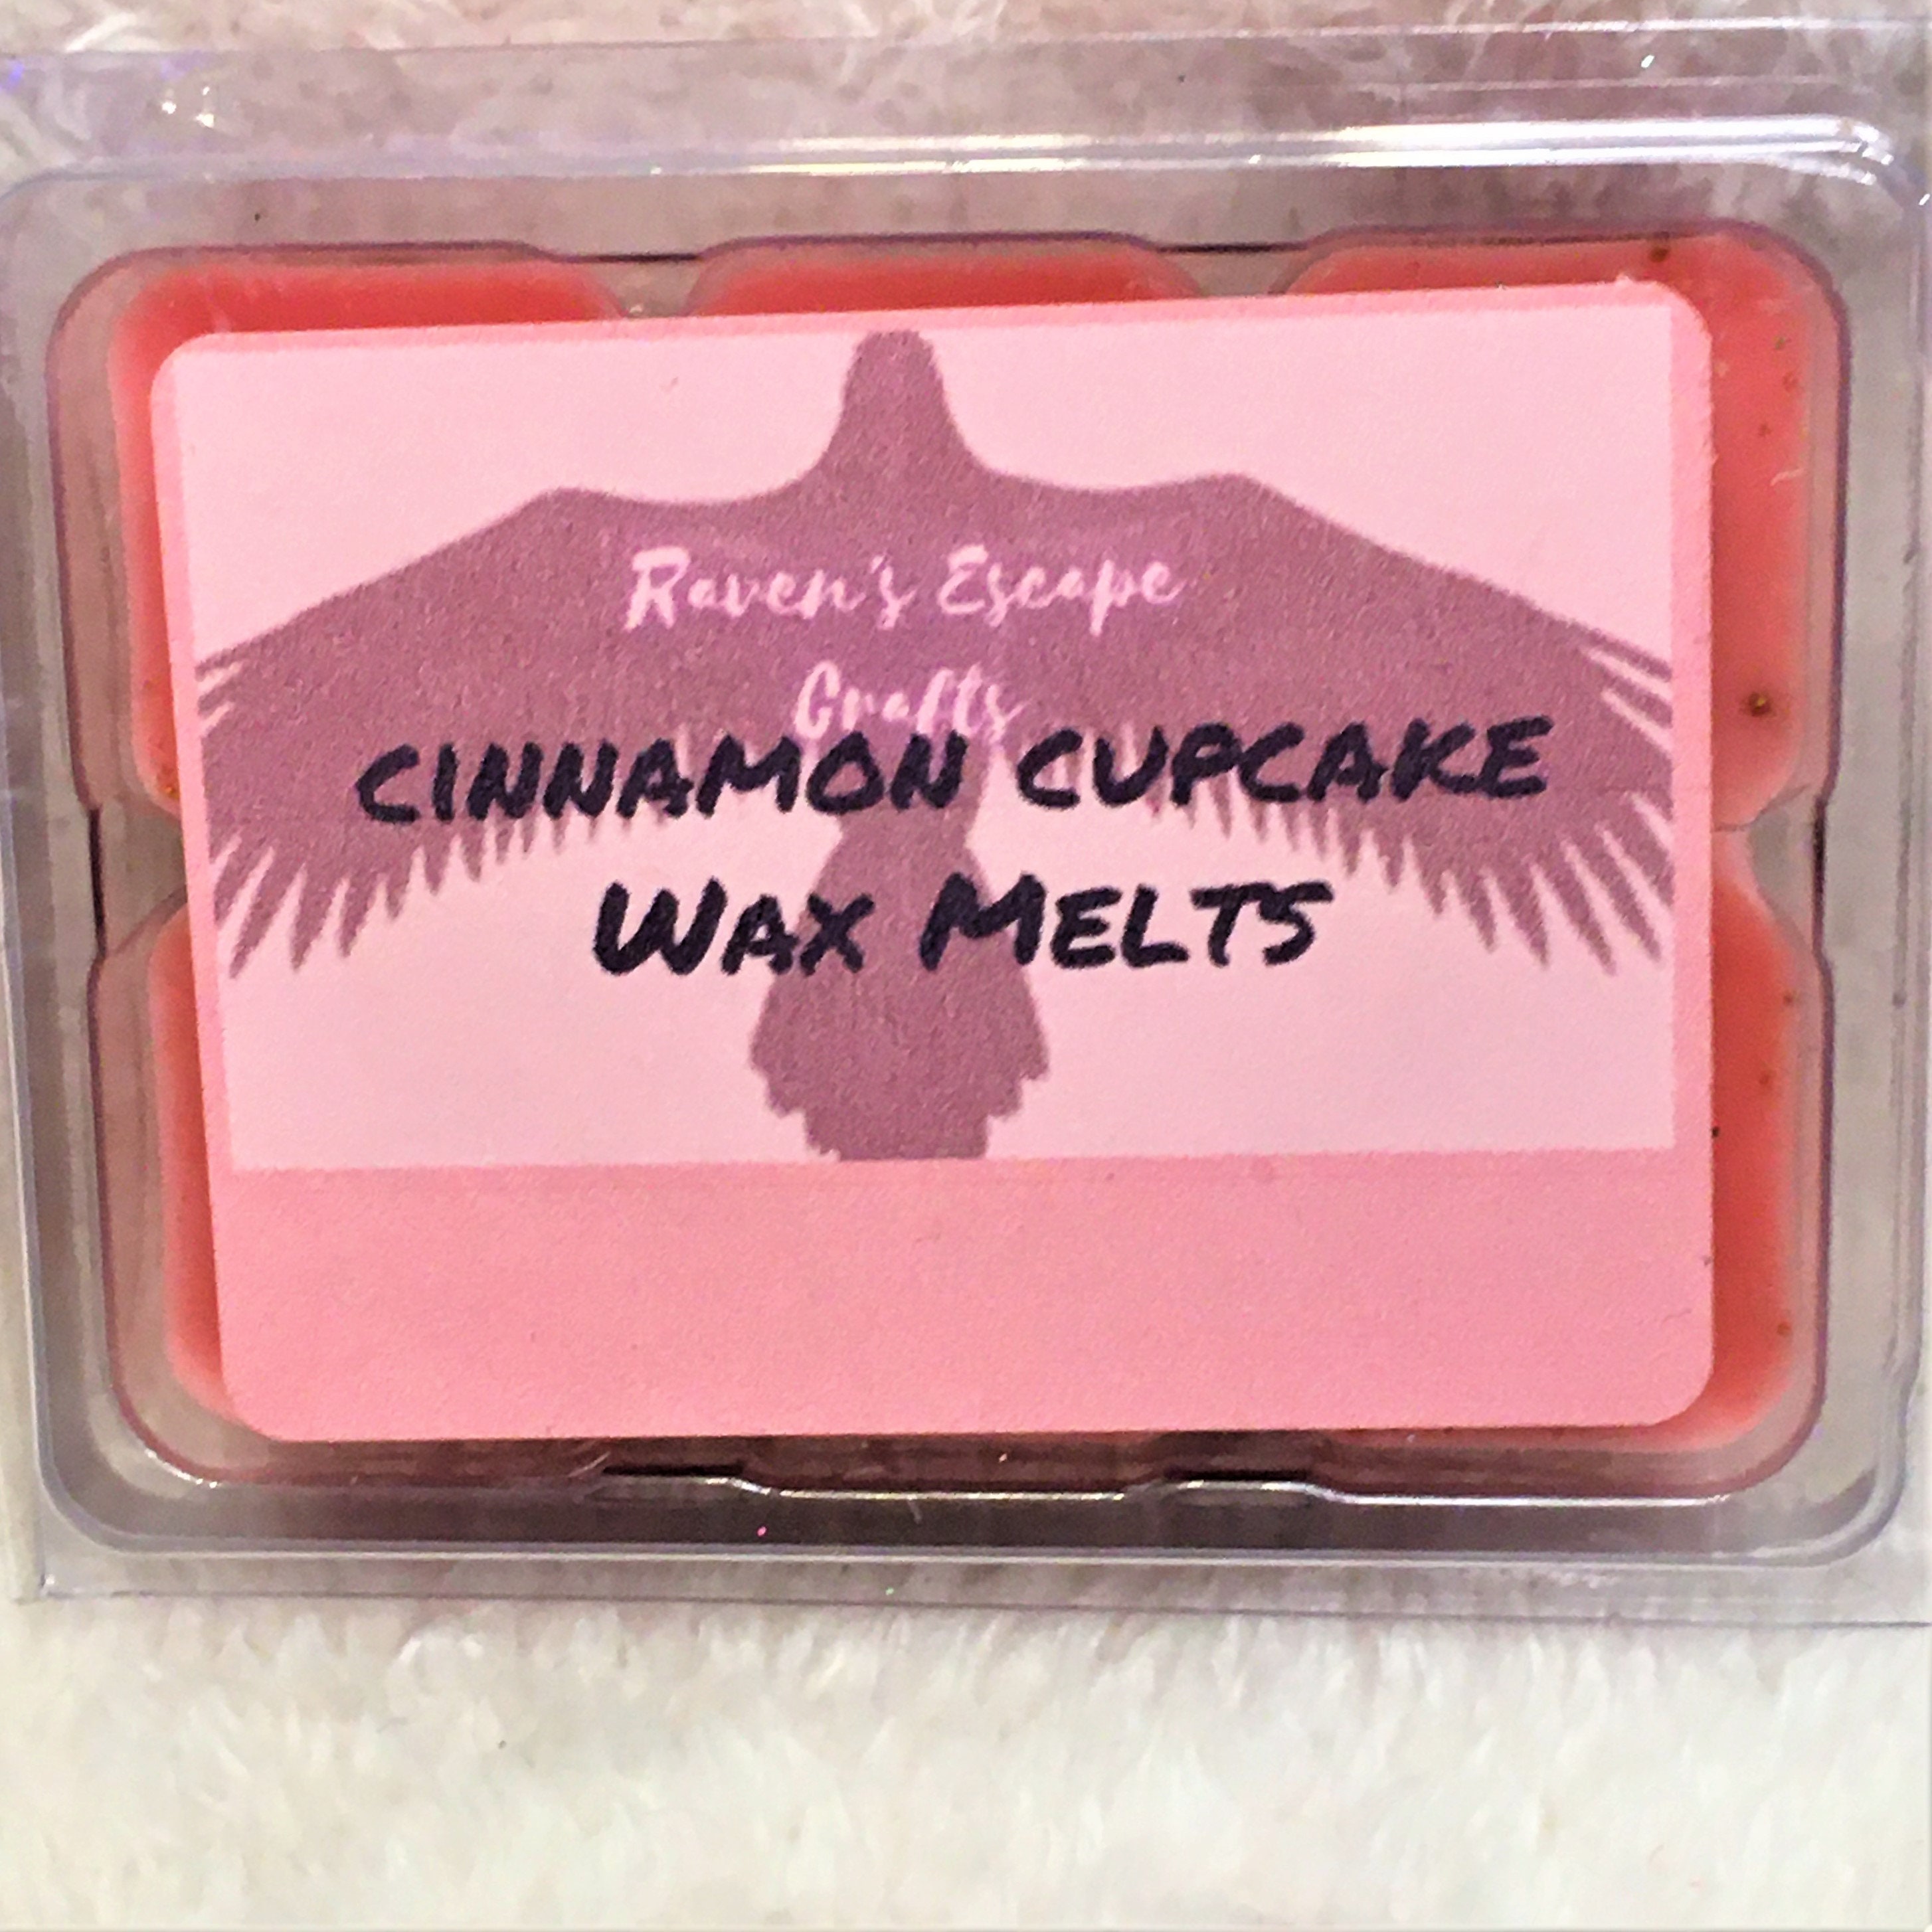 Raven's Escape
Crafts
CINNAMON CUPCAKE
WAX MELTS